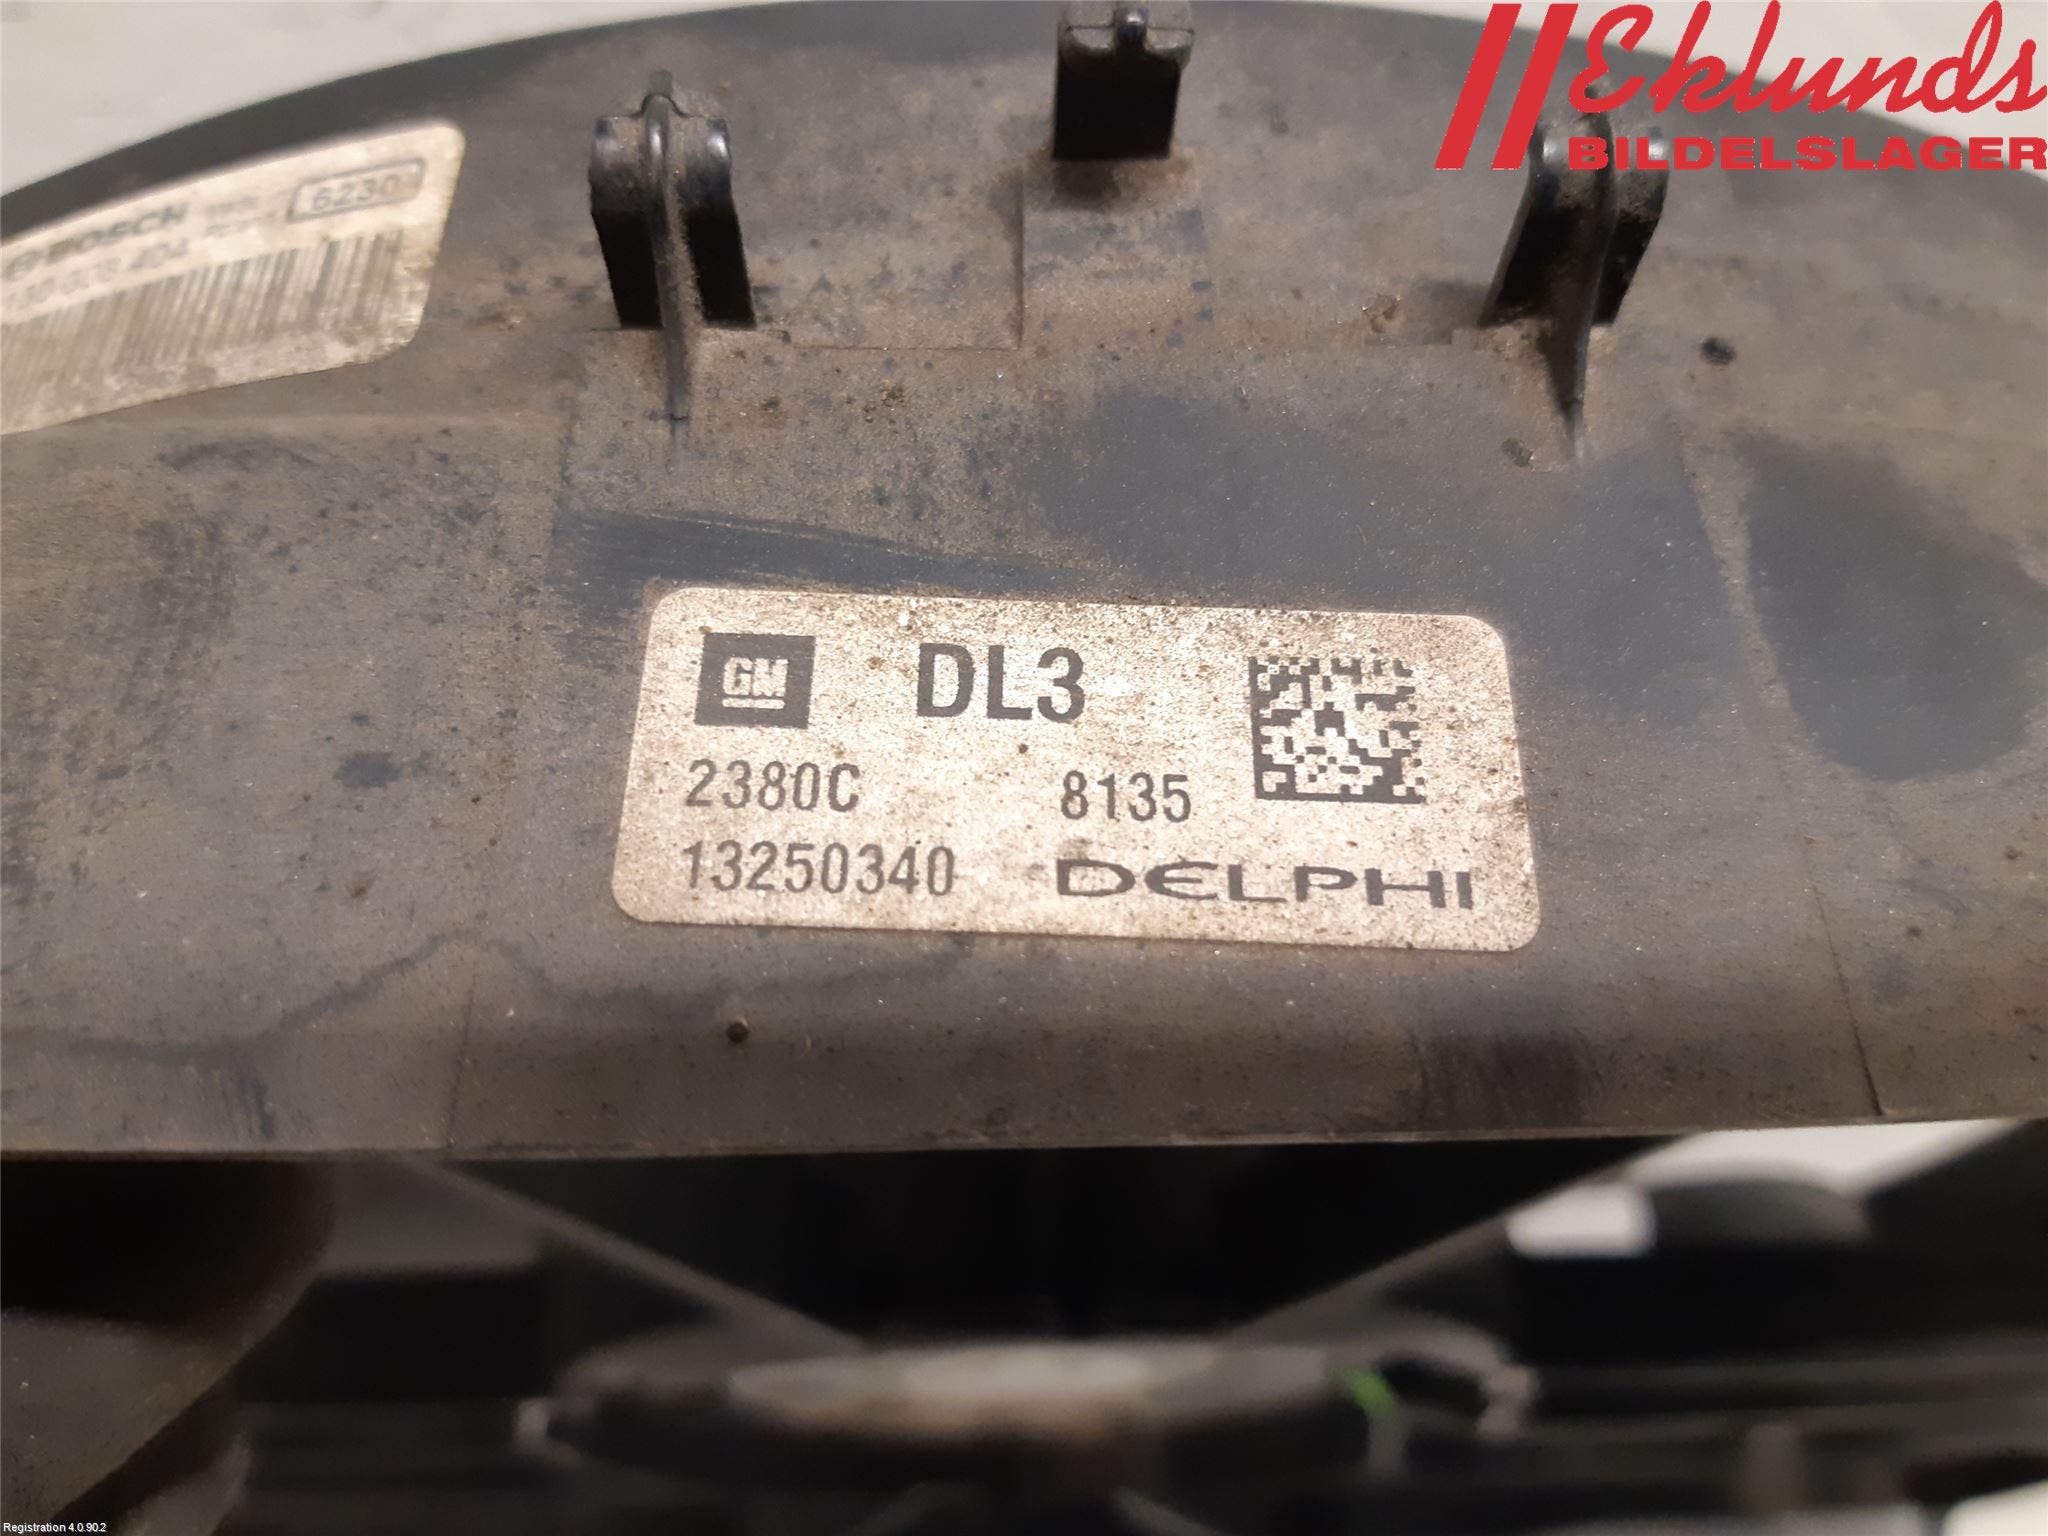 Eklunds
BILDELSLAGER
BOSCH
6230
GM DL3
2380C 8135
13250340 DELPHI
Registration 4.0.90.2